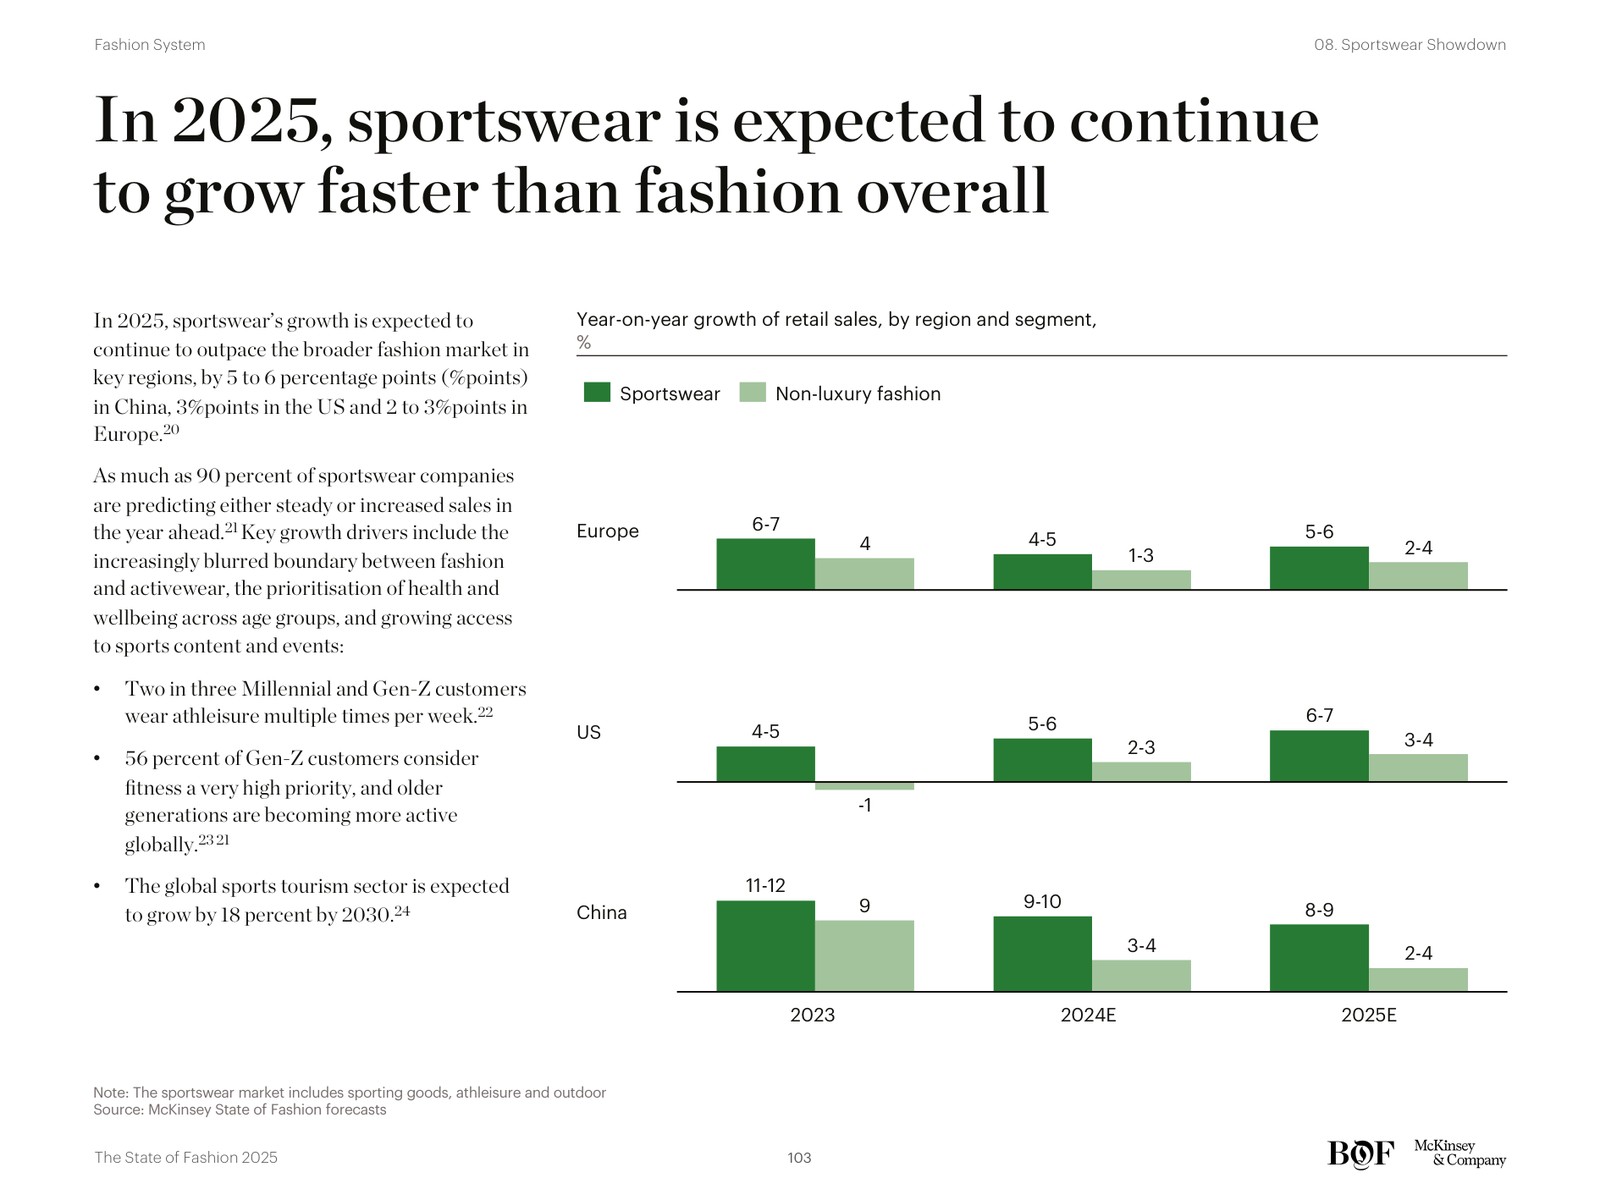 Fashion System
08. Sportswear Showdown
In 2025, sportswear is expected to continue
to grow faster than fashion overall
In 2025, sportswear’s growth is expected to
continue to outpace the broader fashion market in
key regions, by 5 to 6 percentage points (%points)
in China, 3%points in the US and 2 to 3%points in
Europe.20
As much as 90 percent of sportswear companies
are predicting either steady or increased sales in
the year ahead.21 Key growth drivers include the
increasingly blurred boundary between fashion
and activewear, the prioritisation of health and
wellbeing across age groups, and growing access
to sports content and events:
• Two in three Millennial and Gen-Z customers
wear athleisure multiple times per week.22
• 56 percent of Gen-Z customers consider
fitness a very high priority, and older
generations are becoming more active
globally.23 21
• The global sports tourism sector is expected
to grow by 18 percent by 2030.24
Year-on-year growth of retail sales, by region and segment,
%
Sportswear
Non-luxury fashion
Europe
6-7
4
4-5
1-3
5-6
2-4
US
4-5
-1
5-6
2-3
6-7
3-4
China
11-12
9
9-10
3-4
8-9
2-4
2023
2024E
2025E
Note: The sportswear market includes sporting goods, athleisure and outdoor
Source: McKinsey State of Fashion forecasts
The State of Fashion 2025
103
BOF
McKinsey
& Company